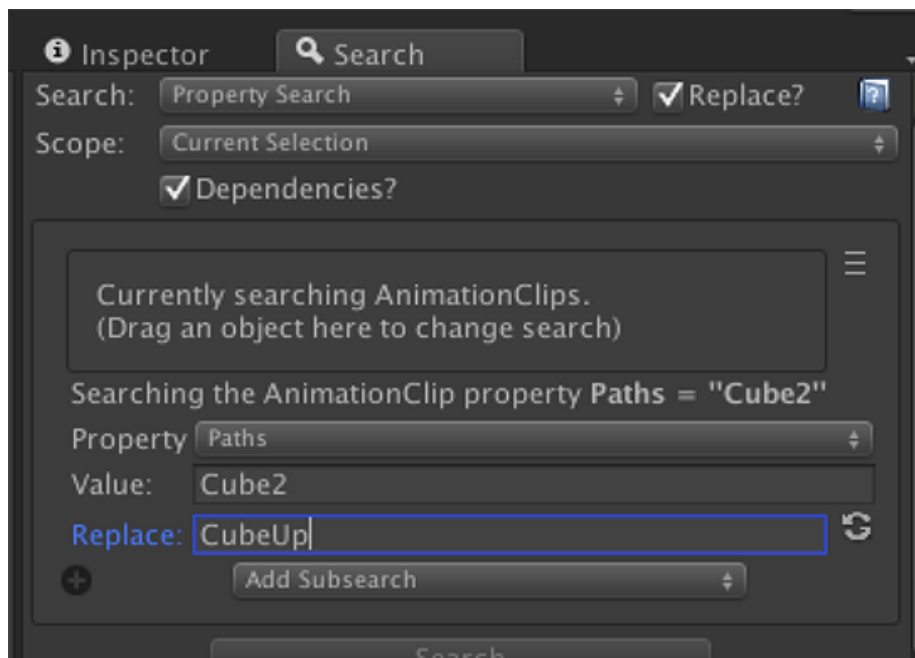 Inspector Search
Search: Property Search Replace?
Scope: Current Selection
Dependencies?
Currently searching AnimationClips.
(Drag an object here to change search)
Searching the AnimationClip property Paths = "Cube2"
Property Paths
Value: Cube2
Replace: CubeUp
Add Subsearch
Search